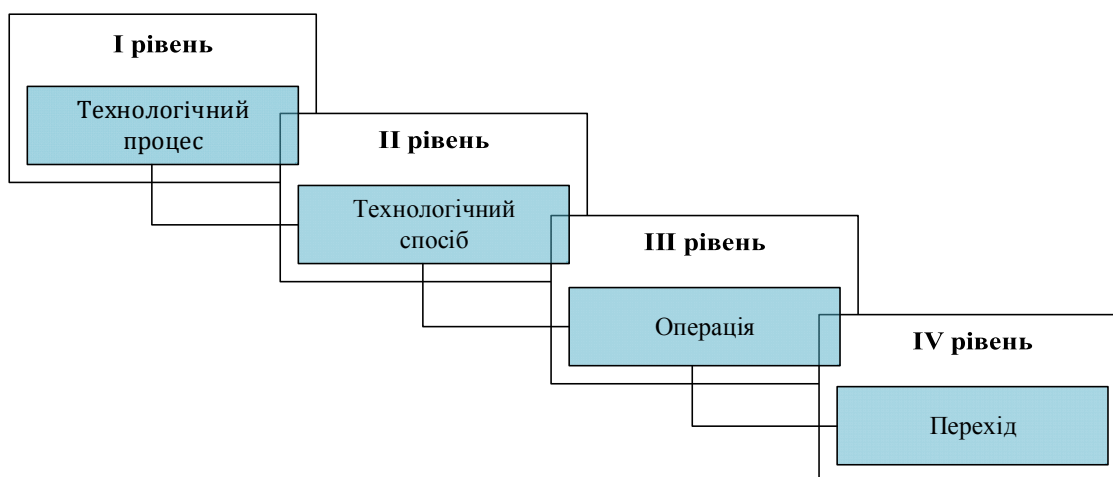 I рівень
Технологічний
процес
II рівень
Технологічний
спосіб
III рівень
Операція
IV рівень
Перехід